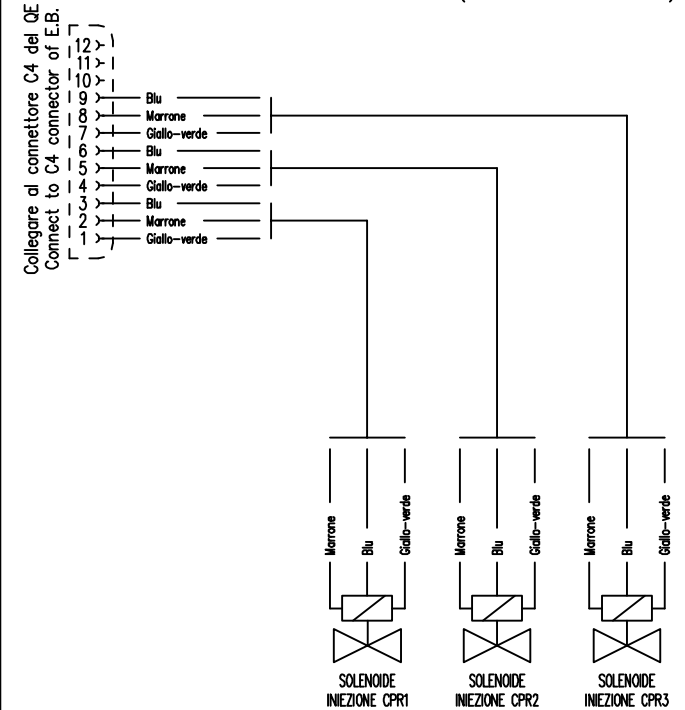 Collegare al connettore C4 del QE
Connect to C4 connector of E.B.
12
11
10
9 Blu
8 Marrone
7 Giallo-verde
6 Blu
5 Marrone
4 Giallo-verde
3 Blu
2 Marrone
1 Giallo-verde
Marrone
Blu
Giallo-verde
Marrone
Blu
Giallo-verde
Marrone
Blu
Giallo-verde
SOLENOIDE
INIEZIONE CPR1
SOLENOIDE
INIEZIONE CPR2
SOLENOIDE
INIEZIONE CPR3